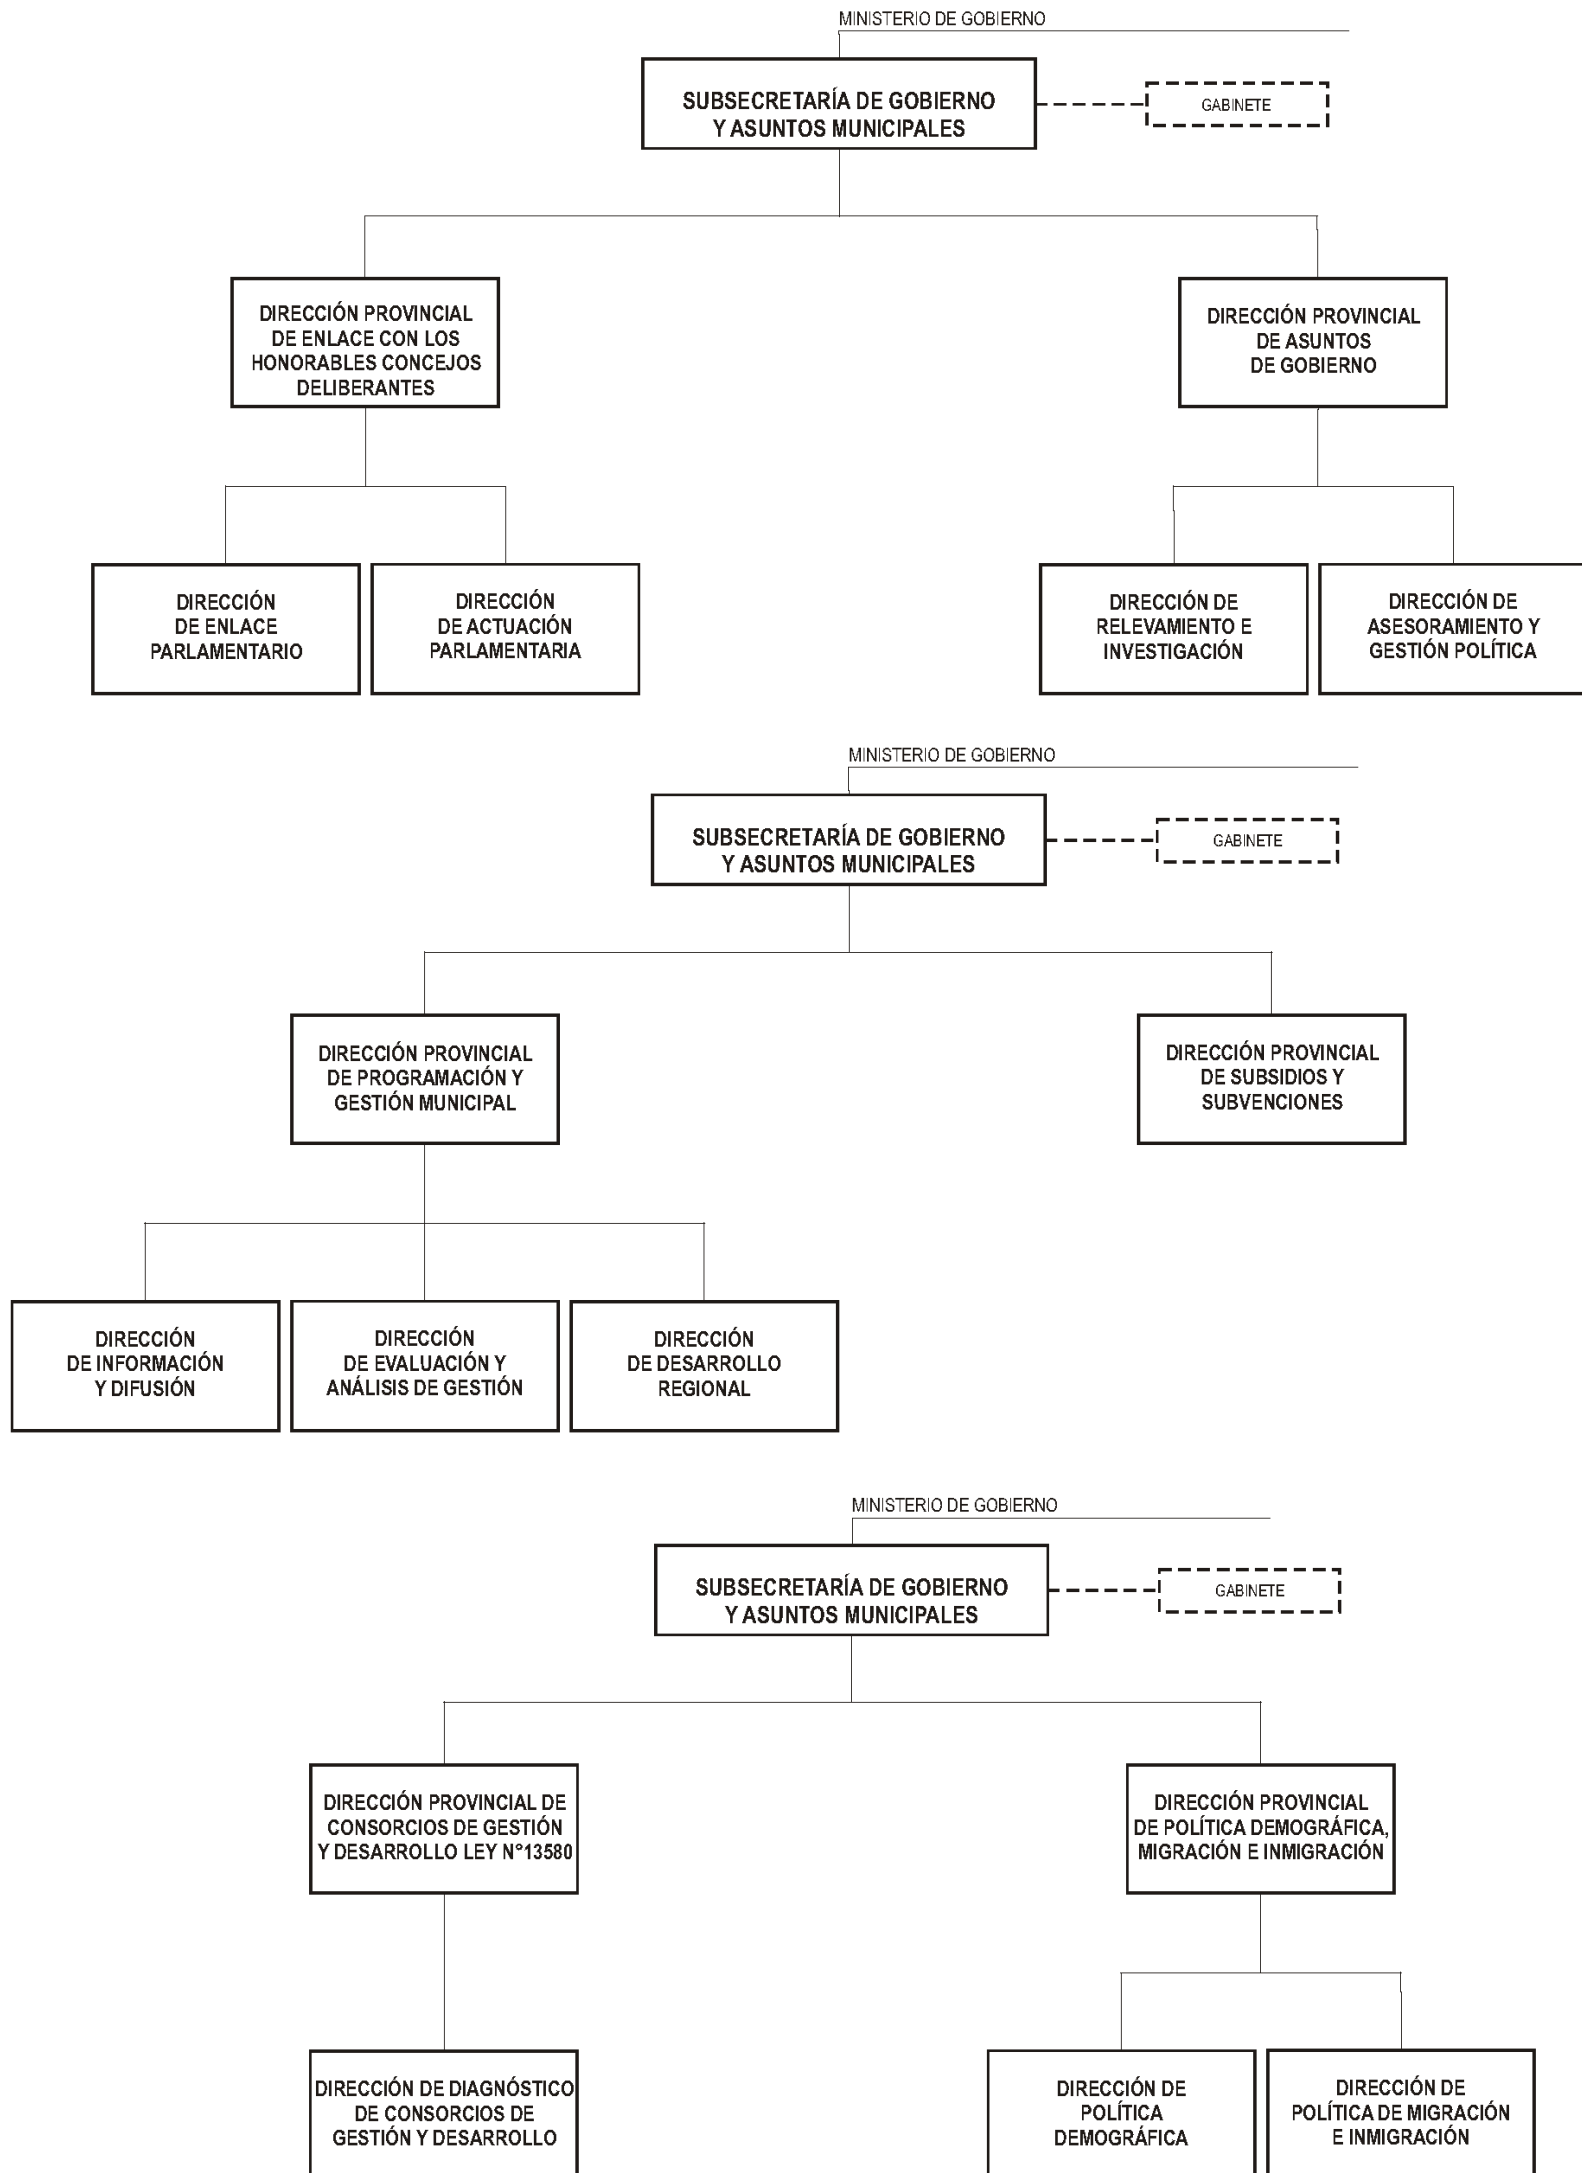 MINISTERIO DE GOBIERNO
SUBSECRETARÍA DE GOBIERNO
Y ASUNTOS MUNICIPALES
GABINETE
DIRECCIÓN PROVINCIAL
DE ENLACE CON LOS
HONORABLES CONCEJOS
DELIBERANTES
DIRECCIÓN PROVINCIAL
DE ASUNTOS
DE GOBIERNO
DIRECCIÓN
DE ENLACE
PARLAMENTARIO
DIRECCIÓN
DE ACTUACIÓN
PARLAMENTARIA
DIRECCIÓN DE
RELEVAMIENTO E
INVESTIGACIÓN
DIRECCIÓN DE
ASESORAMIENTO Y
GESTIÓN POLÍTICA
MINISTERIO DE GOBIERNO
SUBSECRETARÍA DE GOBIERNO
Y ASUNTOS MUNICIPALES
GABINETE
DIRECCIÓN PROVINCIAL
DE PROGRAMACIÓN Y
GESTIÓN MUNICIPAL
DIRECCIÓN PROVINCIAL
DE SUBSIDIOS Y
SUBVENCIONES
DIRECCIÓN
DE INFORMACIÓN
Y DIFUSIÓN
DIRECCIÓN
DE EVALUACIÓN Y
ANÁLISIS DE GESTIÓN
DIRECCIÓN
DE DESARROLLO
REGIONAL
MINISTERIO DE GOBIERNO
SUBSECRETARÍA DE GOBIERNO
Y ASUNTOS MUNICIPALES
GABINETE
DIRECCIÓN PROVINCIAL DE
CONSORCIOS DE GESTIÓN
Y DESARROLLO LEY N°13580
DIRECCIÓN PROVINCIAL
DE POLÍTICA DEMOGRÁFICA,
MIGRACIÓN E INMIGRACIÓN
DIRECCIÓN DE DIAGNÓSTICO
DE CONSORCIOS DE
GESTIÓN Y DESARROLLO
DIRECCIÓN DE
POLÍTICA
DEMOGRÁFICA
DIRECCIÓN DE
POLÍTICA DE MIGRACIÓN
E INMIGRACIÓN